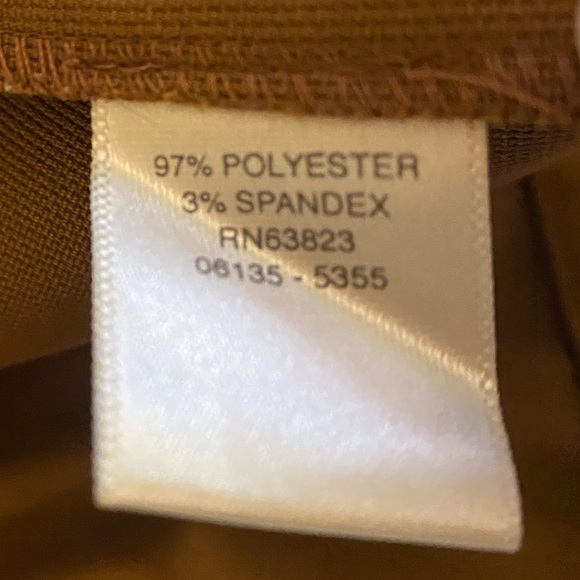 97% POLYESTER
3% SPANDEX
RN63823
06135 - 5355